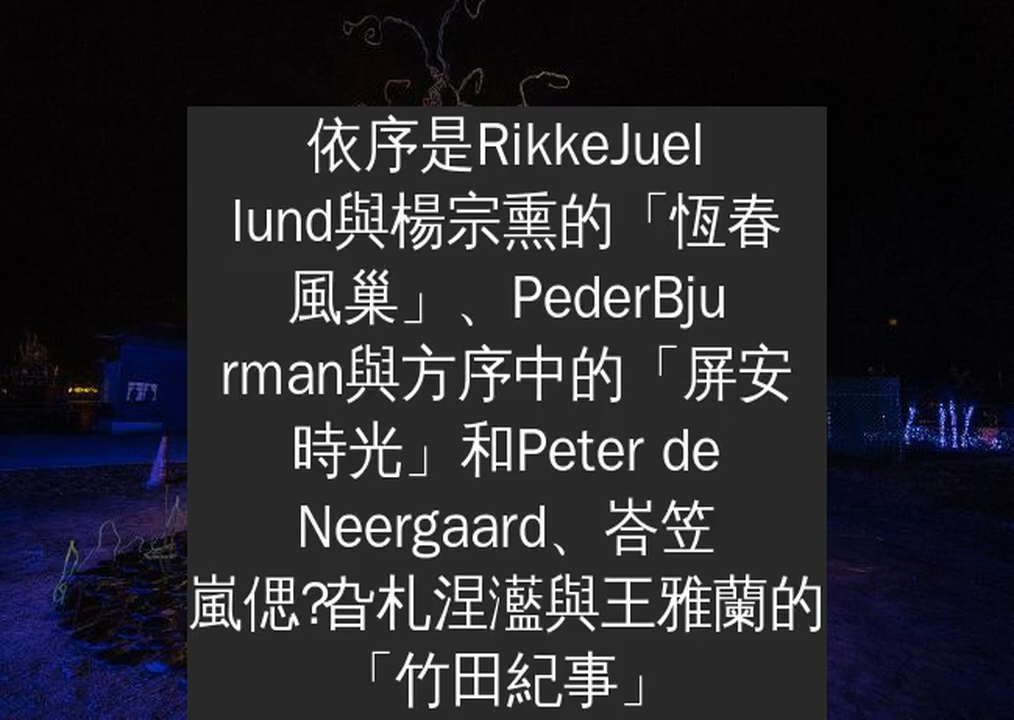 依序是RikkeJuel
lund與楊宗熏的「恆春
風巢」、PederBju
rman與方序中的「屏安
時光」和Peter de
Neergaard、峇笠
嵐偲?旮札涅灩與王雅蘭的
「竹田紀事」